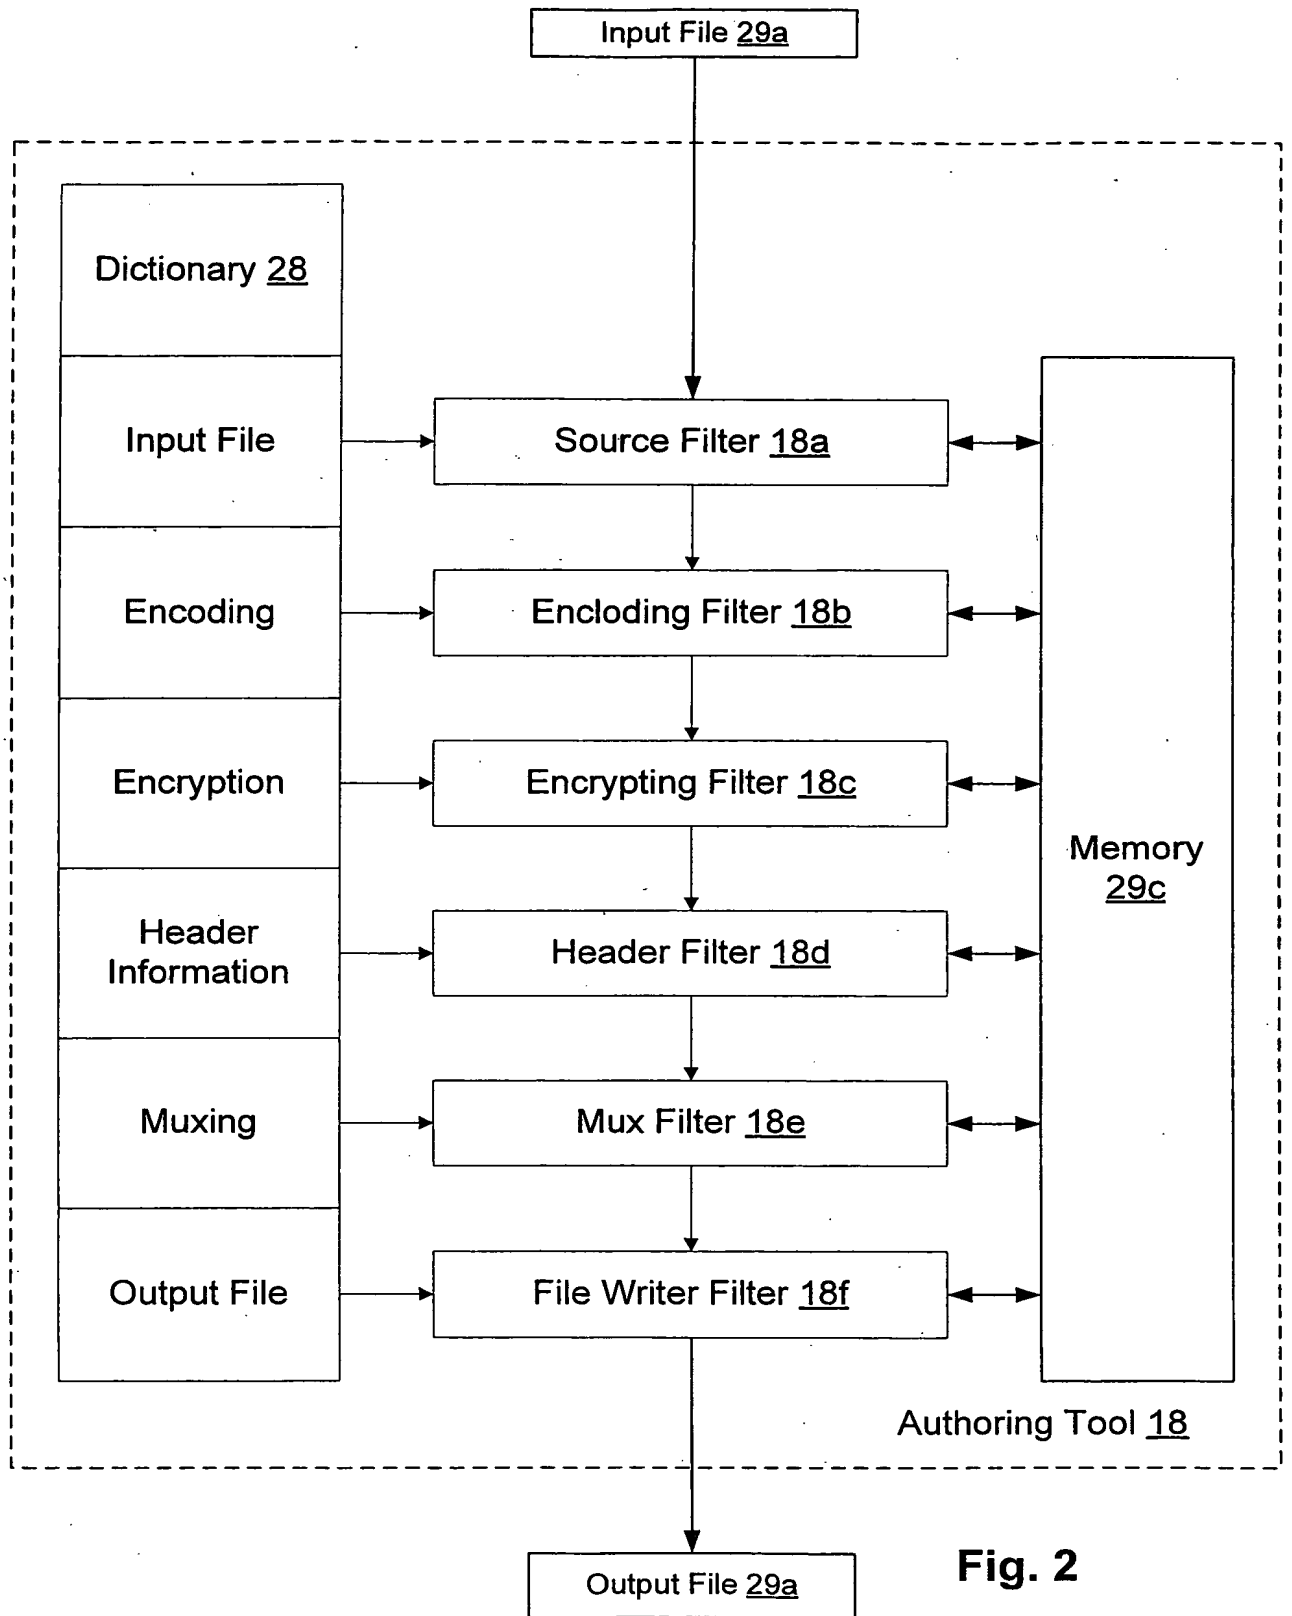 Input File 29a
Dictionary 28
Input File
Source Filter 18a
Encoding
Encloding Filter 18b
Encryption
Encrypting Filter 18c
Memory
29c
Header
Information
Header Filter 18d
Muxing
Mux Filter 18e
Output File
File Writer Filter 18f
Authoring Tool 18
Fig. 2
Output File 29a